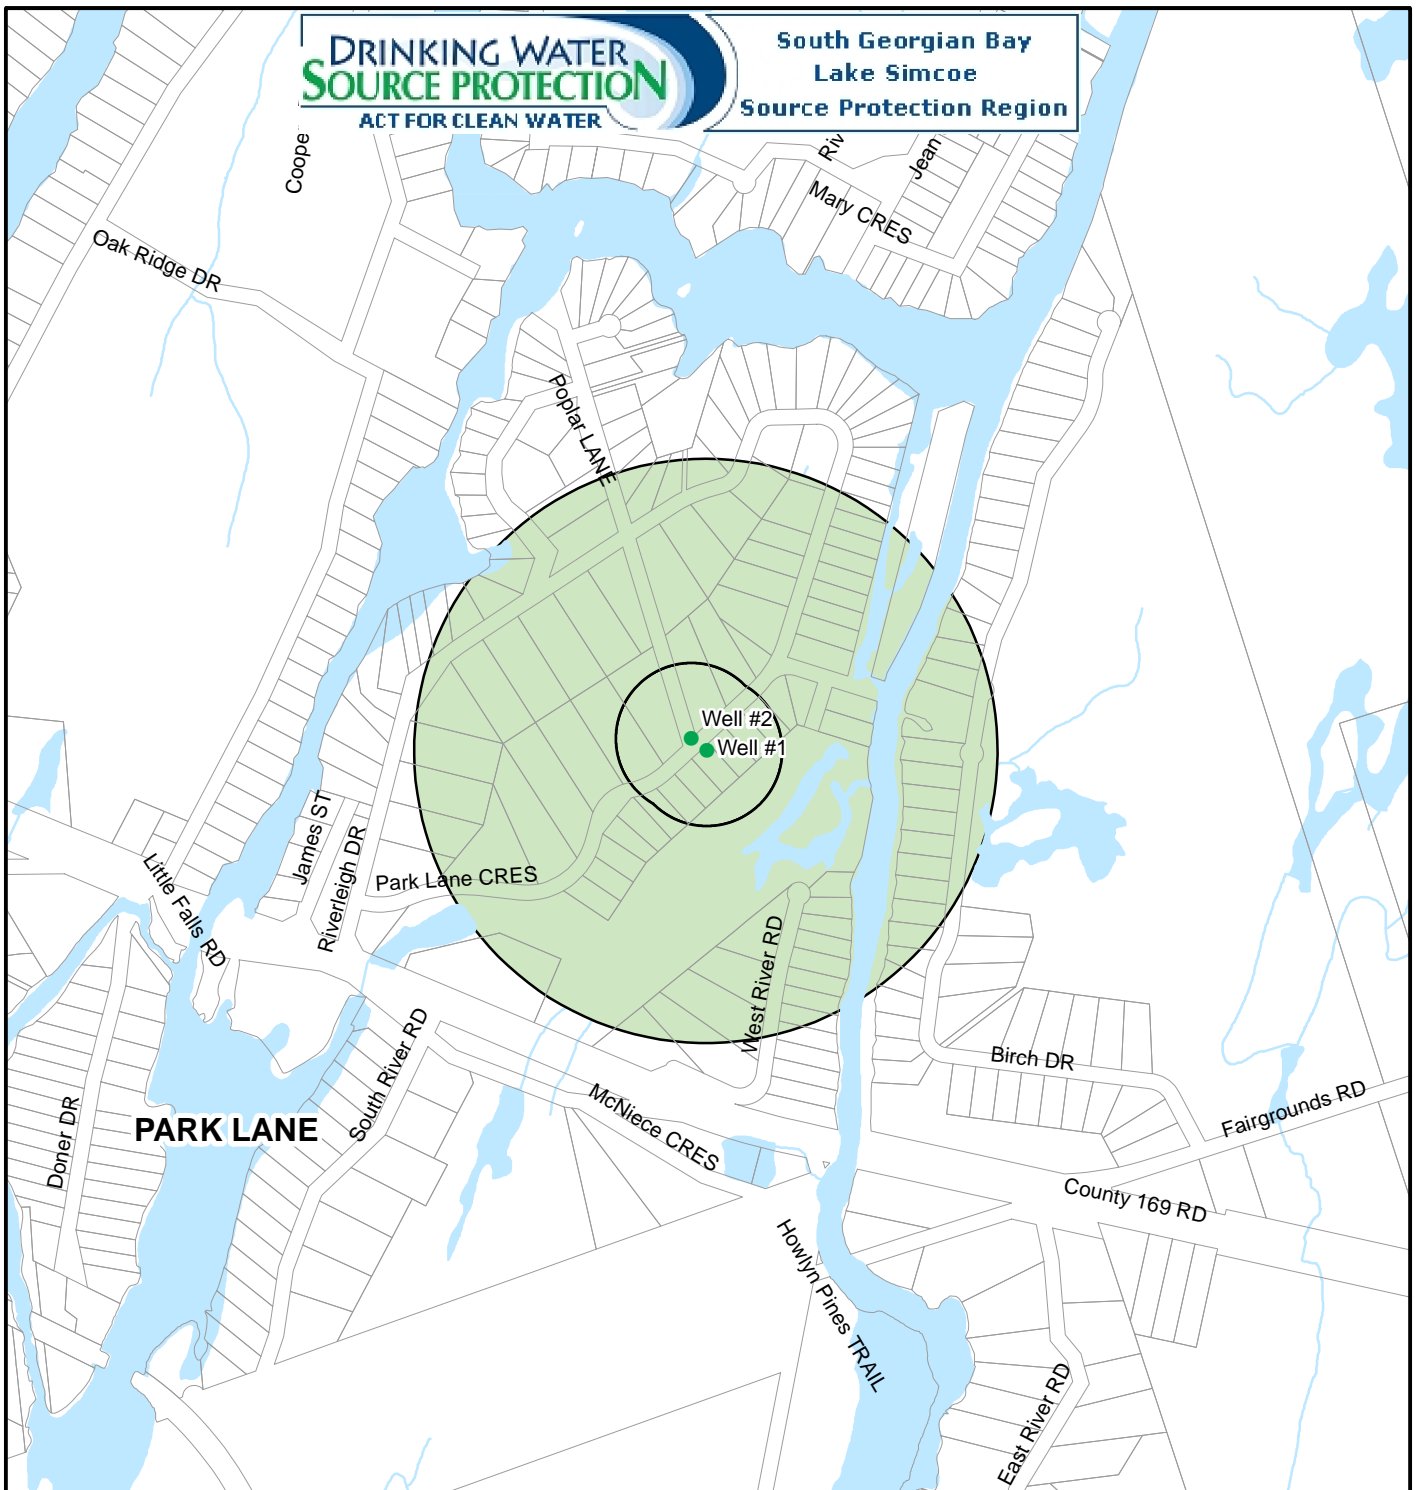 DRINKING WATER
SOURCE PROTECTION
ACT FOR CLEAN WATER
South Georgian Bay
Lake Simcoe
Source Protection Region
Coope
Riv
Jean
Mary CRES
Oak Ridge DR
Poplar LANE
Well #2
Well #1
James ST
Riverleigh DR
Little Falls RD
Park Lane CRES
West River RD
South River RD
Birch DR
Doner DR
PARK LANE
McNiece CRES
Fairgrounds RD
County 169 RD
Howlyn Pines TRAIL
East River RD